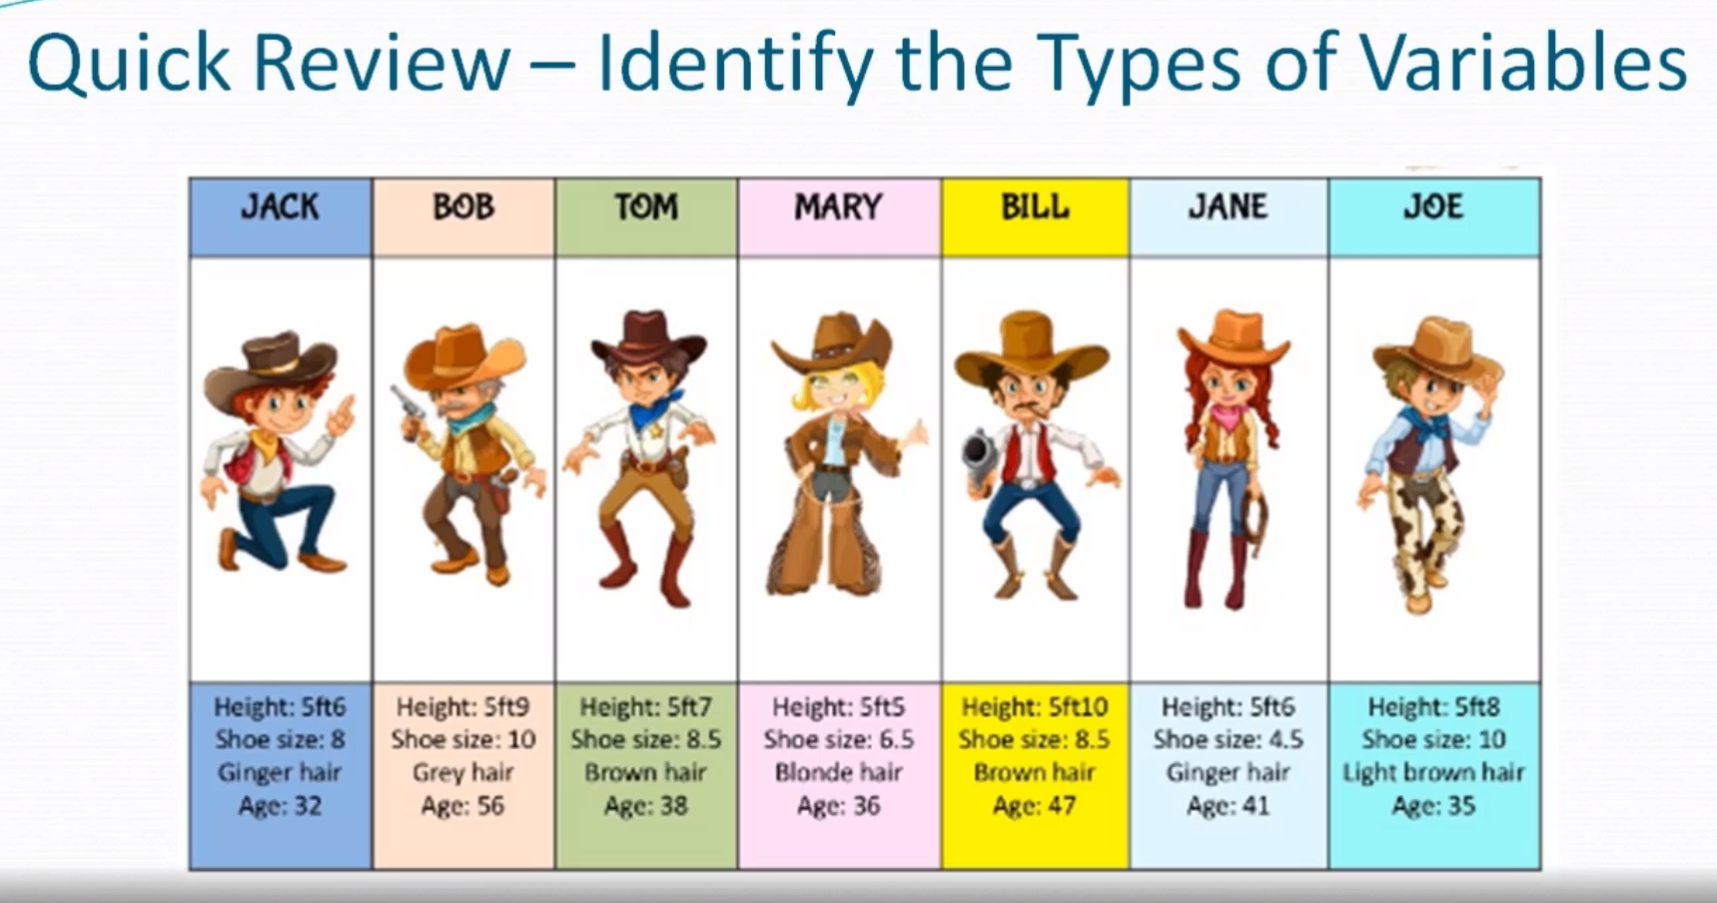 Quick Review – Identify the Types of Variables
JACK
BOB
TOM
MARY
BILL
JANE
JOE
Height: 5ft6
Shoe size: 8
Ginger hair
Age: 32
Height: 5ft9
Shoe size: 10
Grey hair
Age: 56
Height: 5ft7
Shoe size: 8.5
Brown hair
Age: 38
Height: 5ft5
Shoe size: 6.5
Blonde hair
Age: 36
Height: 5ft10
Shoe size: 8.5
Brown hair
Age: 47
Height: 5ft6
Shoe size: 4.5
Ginger hair
Age: 41
Height: 5ft8
Shoe size: 10
Light brown hair
Age: 35